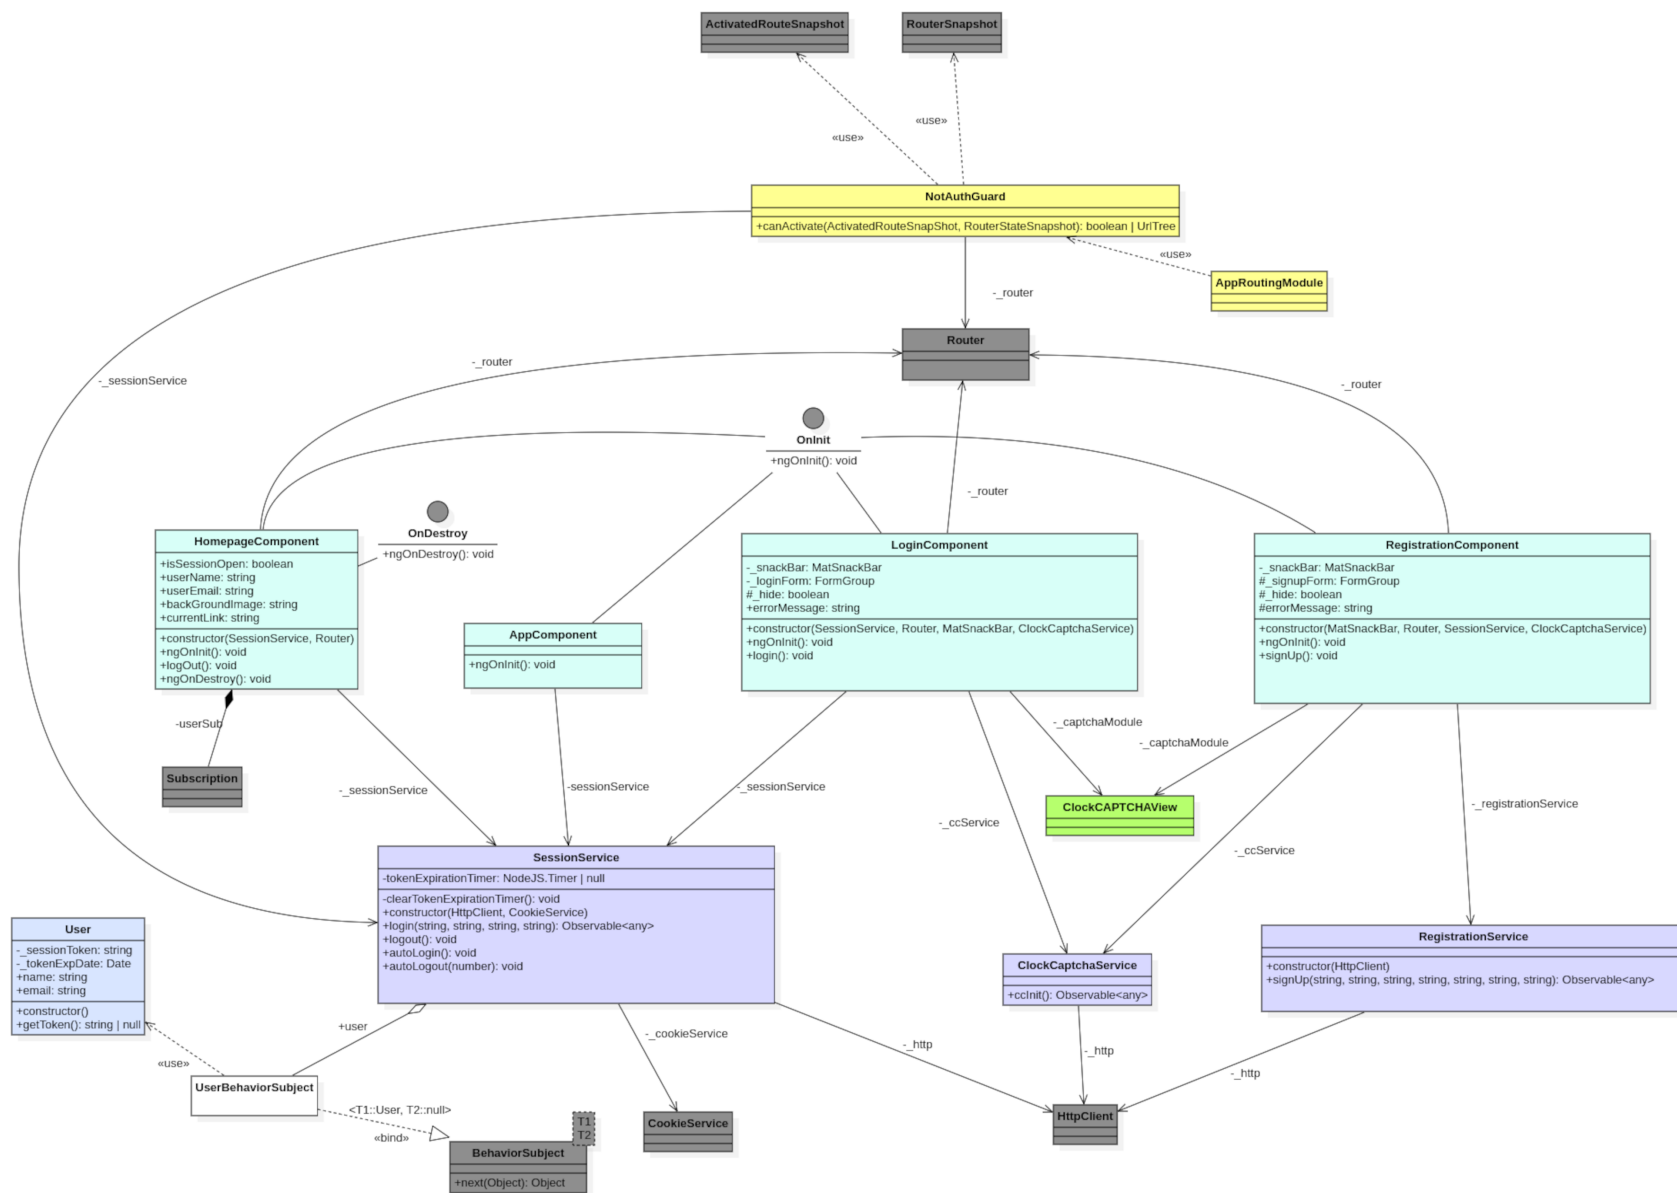 ActivatedRouteSnapshot
RouterSnapshot
«use»
«use»
NotAuthGuard
+canActivate(ActivatedRouteSnapShot, RouterStateSnapshot): boolean | UrlTree
«use»
AppRoutingModule
-_router
Router
-_router
-_sessionService
-_router
OnInit
+ngOnInit(): void
-_router
OnDestroy
+ngOnDestroy(): void
HomepageComponent
+isSessionOpen: boolean
+userName: string
+userEmail: string
+backGroundImage: string
+currentLink: string
+constructor(SessionService, Router)
+ngOnInit(): void
+logOut(): void
+ngOnDestroy(): void
AppComponent
+ngOnInit(): void
LoginComponent
-_snackBar: MatSnackBar
-_loginForm: FormGroup
#_hide: boolean
+errorMessage: string
+constructor(SessionService, Router, MatSnackBar, ClockCaptchaService)
+ngOnInit(): void
+login(): void
RegistrationComponent
-_snackBar: MatSnackBar
#_signupForm: FormGroup
#_hide: boolean
#errorMessage: string
+constructor(MatSnackBar, Router, SessionService, ClockCaptchaService)
+ngOnInit(): void
+signUp(): void
-userSub
Subscription
-_captchaModule
-_captchaModule
-_sessionService
-sessionService
-_sessionService
ClockCAPTCHAView
-_registrationService
-_ccService
-_ccService
SessionService
-tokenExpirationTimer: NodeJS.Timer | null
-clearTokenExpirationTimer(): void
+constructor(HttpClient, CookieService)
+login(string, string, string, string): Observable<any>
+logout(): void
+autoLogin(): void
+autoLogout(number): void
User
-_sessionToken: string
-_tokenExpDate: Date
+name: string
+email: string
+constructor()
+getToken(): string | null
ClockCaptchaService
+ccInit(): Observable<any>
RegistrationService
+constructor(HttpClient)
+signUp(string, string, string, string, string, string, string): Observable<any>
+user
-_cookieService
-_http
-_http
-_http
«use»
UserBehaviorSubject
<T1::User, T2::null>
«bind»
T1
T2
BehaviorSubject
+next(Object): Object
CookieService
HttpClient